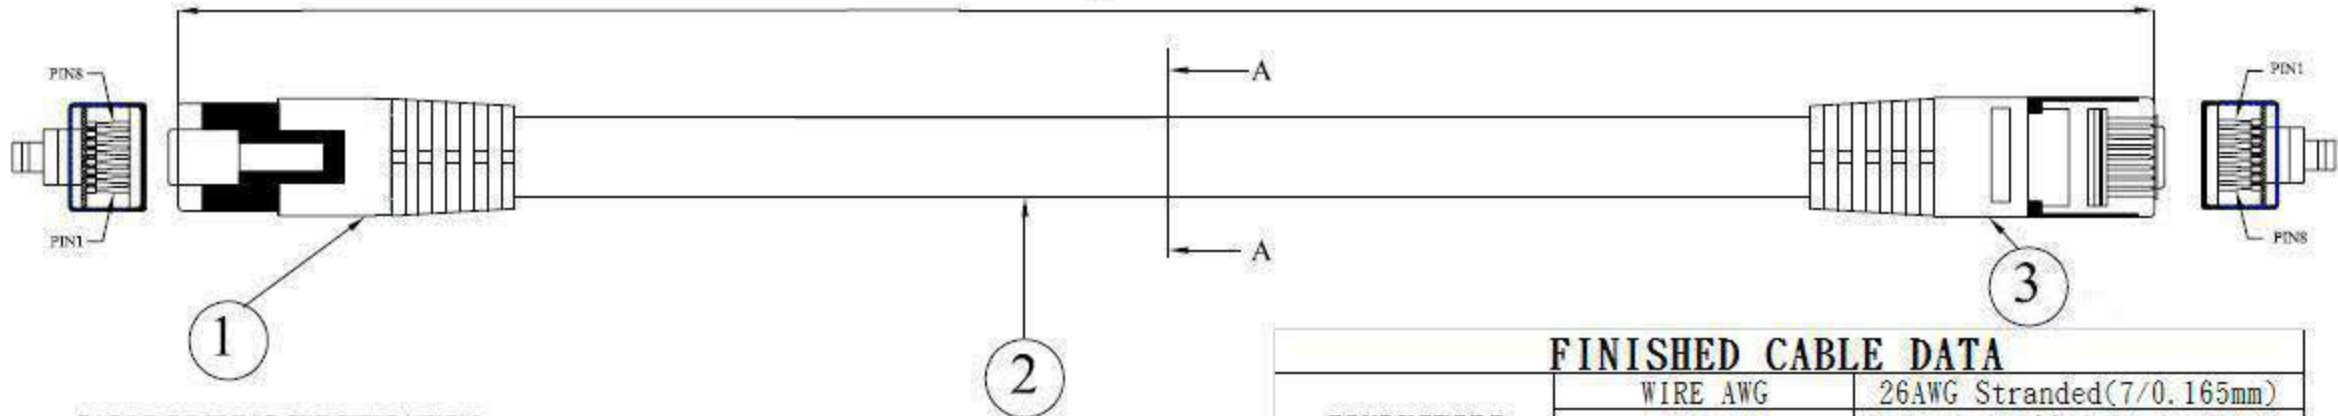 PIN8
A
PIN1
PIN1
A
PIN8
1
2
3
FINISHED CABLE DATA
WIRE AWG 26AWG Stranded(7/0.165mm)